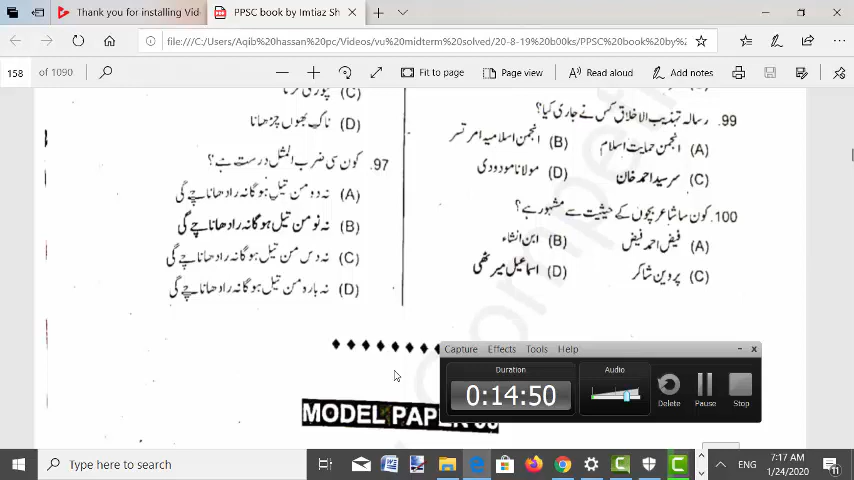 Thank you for installing Vid
PPSC book by Imtiaz Sh
file:///C:/Users/Aqib%20hassan%20pc/Videos/vu%20midterm%20solved/20-8-19%20b00ks/PPSC%20book%20by%
158 of 1090
Fit to page
Page view
Read aloud
Add notes
(C)
(D) ناک بھوں چڑھانا
97. کون سی ضرب المثل درست ہے؟
(A) نہ دو من تیل ہوگا نہ رادھا ناچے گی
(B) نہ نو من تیل ہوگا نہ رادھا ناچے گی
(C) نہ دس من تیل ہوگا نہ رادھا ناچے گی
(D) نہ بارہ من تیل ہوگا نہ رادھا ناچے گی
99. رسالہ تہذیب الاخلاق کس نے جاری کیا؟
(A) انجمن حمایت اسلام (B) انجمن اسلامیہ امرتسر
(C) سرسید احمد خان (D) مولانا مودودی
100. کون سا شاعر بچوں کے حیثیت سے مشہور ہے؟
(A) فیض احمد فیض (B) ابن انشاء
(C) پروین شاکر (D) اسماعیل میرٹھی
MODEL PAPER
Capture Effects Tools Help
Duration
0:14:50
Audio
Delete
Pause
Stop
Type here to search
ENG
7:17 AM
1/24/2020
11